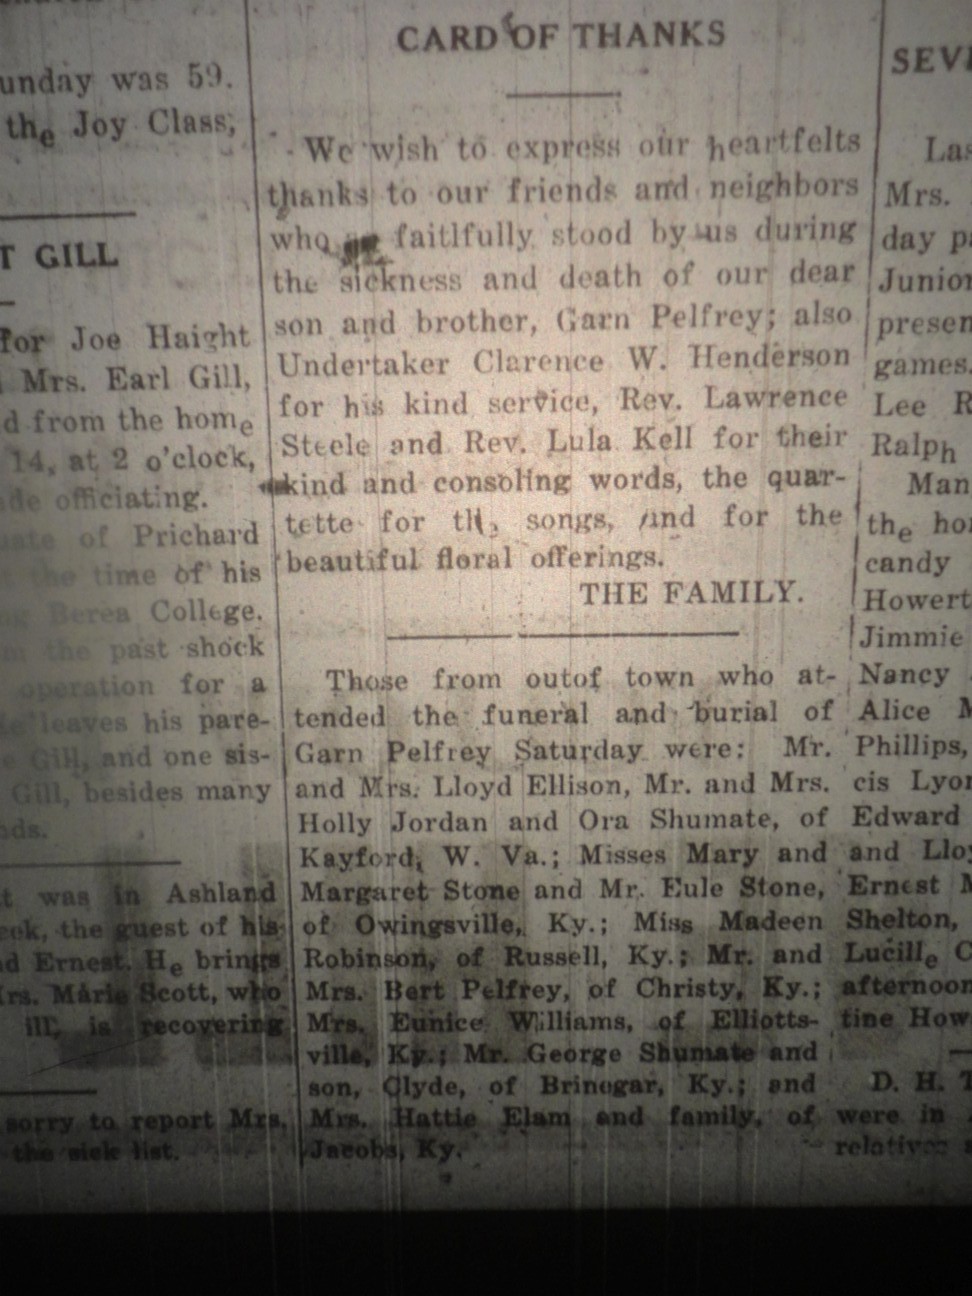 unday was 59.
the Joy Class,
T GILL
for Joe Haight
Mrs. Earl Gill,
d from the home
14, at 2 o'clock,
officiating.
of Prichard
the time of his
Berea College.
the past shock
operation for a
leaves his pare-
Gill, and one sis-
Gill, besides many
ds.
t was in Ashland
eek, the guest of his
d Ernest. He brings
Mrs. Marie Scott, who
ill, is recovering
sorry to report Mrs.
the sick list.
CARD OF THANKS
We wish to express our heartfelts
thanks to our friends and neighbors
who faitlfully stood by us during
the sickness and death of our dear
son and brother, Garn Pelfrey; also
Undertaker Clarence W. Henderson
for his kind service, Rev. Lawrence
Steele and Rev. Lula Kell for their
kind and consoling words, the quar-
tette for the songs, and for the
beautiful floral offerings.
THE FAMILY.
Those from outof town who at-
tended the funeral and burial of
Garn Pelfrey Saturday were: Mr.
and Mrs. Lloyd Ellison, Mr. and Mrs.
Holly Jordan and Ora Shumate, of
Kayford, W. Va.; Misses Mary and
Margaret Stone and Mr. Eule Stone,
of Owingsville, Ky.; Miss Madeen
Robinson, of Russell, Ky.; Mr. and
Mrs. Bert Pelfrey, of Christy, Ky.;
Mrs. Eunice Williams, of Elliotts-
ville, Ky.; Mr. George Shumate and
son, Clyde, of Brinegar, Ky.; and
Mrs. Hattie Elam and family, of
Jacobs, Ky.
SEV
Las
Mrs.
day p
Junior
presen
games.
Lee R
Ralph
Man
the ho
candy
Howert
Jimmie
Nancy
Alice M
Phillips,
cis Lyo
Edward
and Llo
Ernest M
Shelton,
Lucille C
afternoon
tine How
D. H. T
were in
relatives